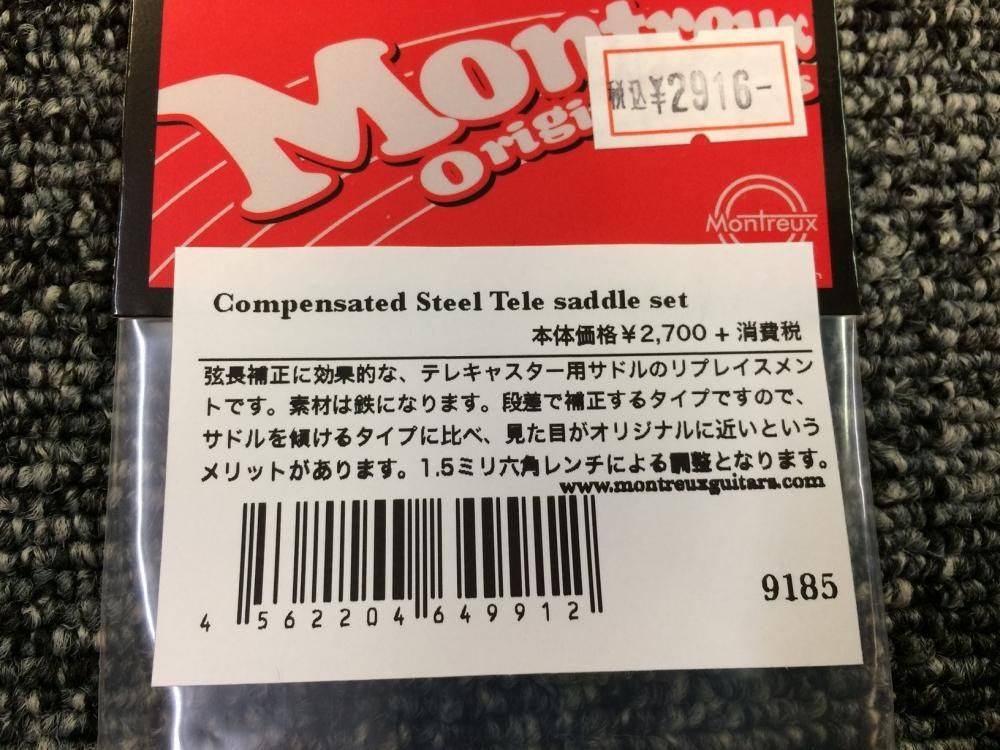 Montreux
税込¥2916-
Montreux
Compensated Steel Tele saddle set
本体価格¥2,700 + 消費税
弦長補正に効果的な、テレキャスター用サドルのリプレイスメン
トです。素材は鉄になります。段差で補正するタイプですので、
サドルを傾けるタイプに比べ、見た目がオリジナルに近いという
メリットがあります。1.5ミリ六角レンチによる調整となります。
www.montreuxguitars.com
9185
4 562204 649912